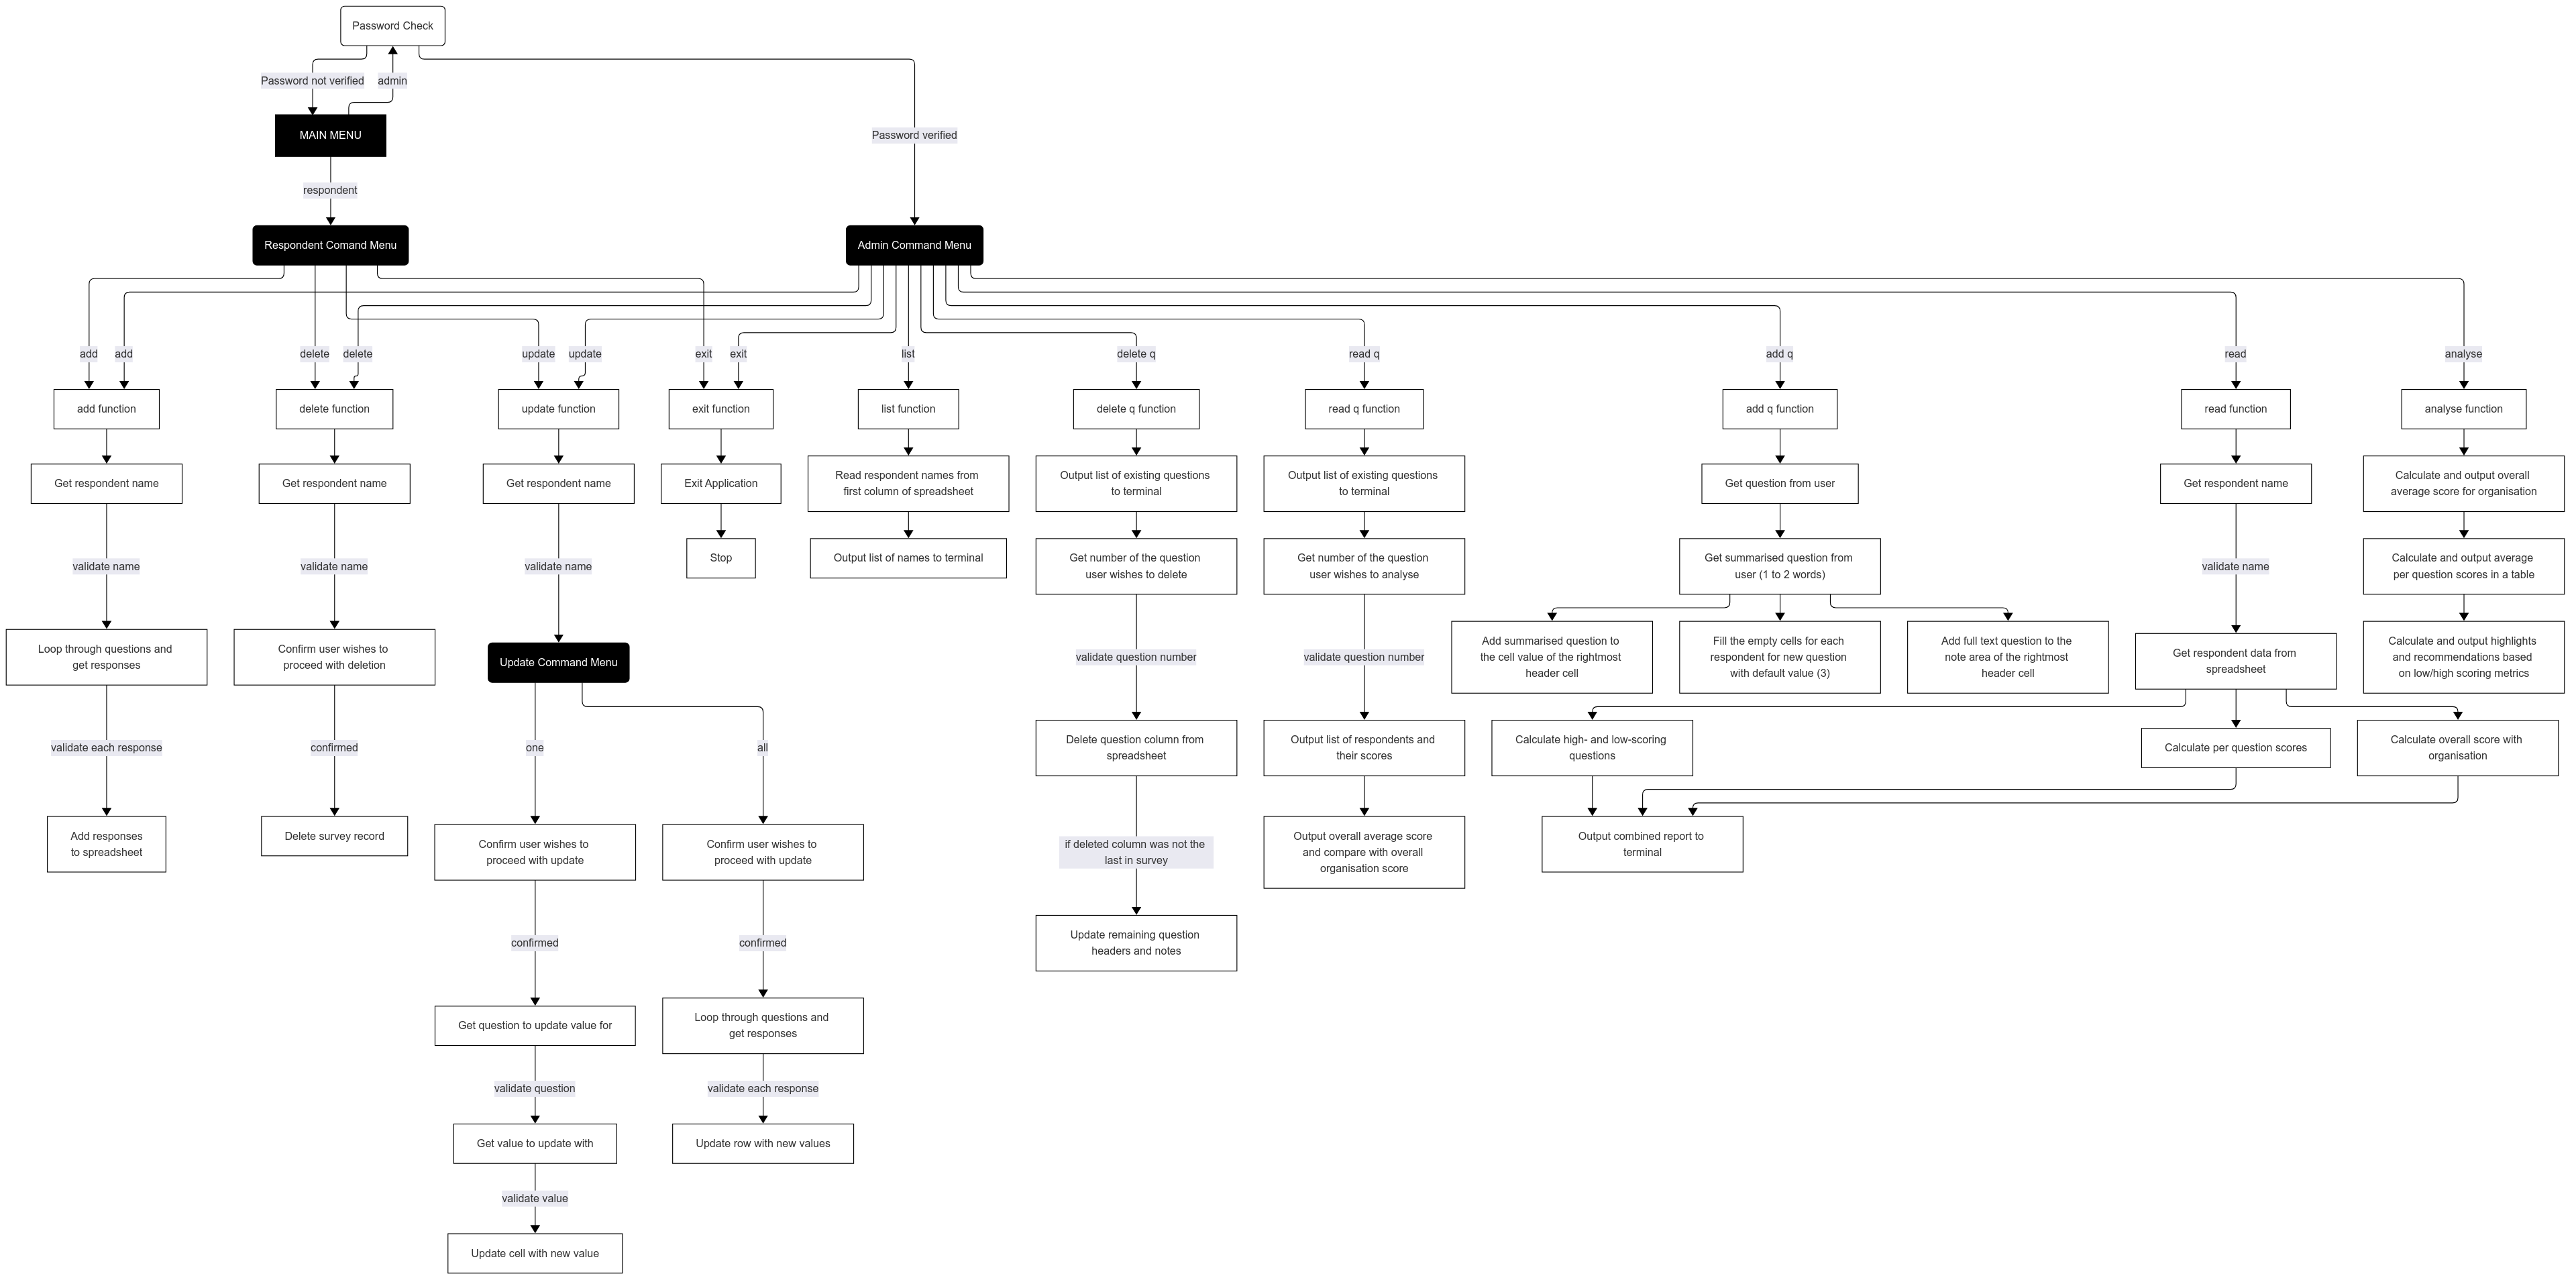 Password Check
Password not verified
admin
MAIN MENU
Password verified
respondent
Respondent Comand Menu
Admin Command Menu
add
add
delete
delete
update
update
exit
exit
list
delete q
read q
add q
read
analyse
add function
delete function
update function
exit function
list function
delete q function
read q function
add q function
read function
analyse function
Get respondent name
Get respondent name
Get respondent name
Exit Application
Read respondent names from
first column of spreadsheet
Output list of existing questions
to terminal
Output list of existing questions
to terminal
Get question from user
Get respondent name
Calculate and output overall
average score for organisation
validate name
validate name
validate name
Stop
Output list of names to terminal
Get number of the question
user wishes to delete
Get number of the question
user wishes to analyse
Get summarised question from
user (1 to 2 words)
validate name
Calculate and output average
per question scores in a table
Loop through questions and
get responses
Confirm user wishes to
proceed with deletion
Update Command Menu
validate question number
validate question number
Add summarised question to
the cell value of the rightmost
header cell
Fill the empty cells for each
respondent for new question
with default value (3)
Add full text question to the
note area of the rightmost
header cell
Get respondent data from
spreadsheet
Calculate and output highlights
and recommendations based
on low/high scoring metrics
validate each response
confirmed
one
all
Delete question column from
spreadsheet
Output list of respondents and
their scores
Calculate high- and low-scoring
questions
Calculate per question scores
Calculate overall score with
organisation
Add responses
to spreadsheet
Delete survey record
Confirm user wishes to
proceed with update
Confirm user wishes to
proceed with update
if deleted column was not the
last in survey
Output overall average score
and compare with overall
organisation score
Output combined report to
terminal
confirmed
confirmed
Update remaining question
headers and notes
Get question to update value for
Loop through questions and
get responses
validate question
validate each response
Get value to update with
Update row with new values
validate value
Update cell with new value